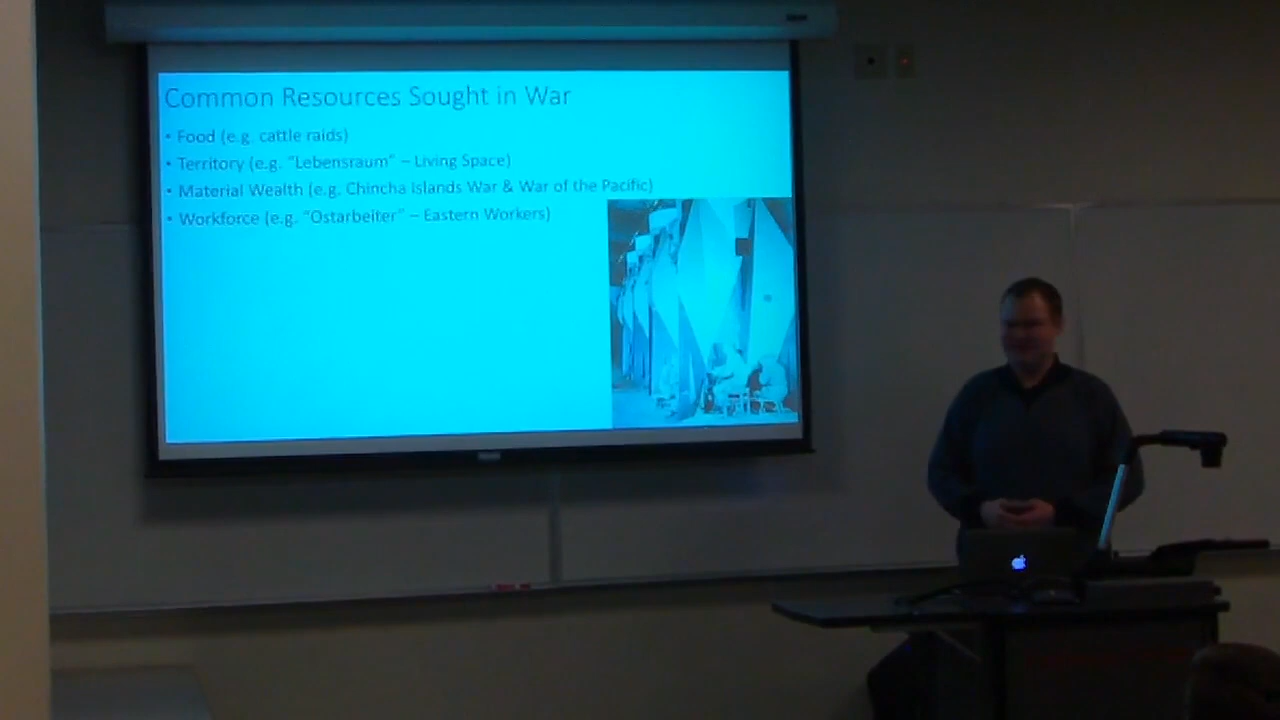 Common Resources Sought in War
• Food (e.g. cattle raids)
• Territory (e.g. "Lebensraum" – Living Space)
• Material Wealth (e.g. Chincha Islands War & War of the Pacific)
• Workforce (e.g. "Ostarbeiter" – Eastern Workers)